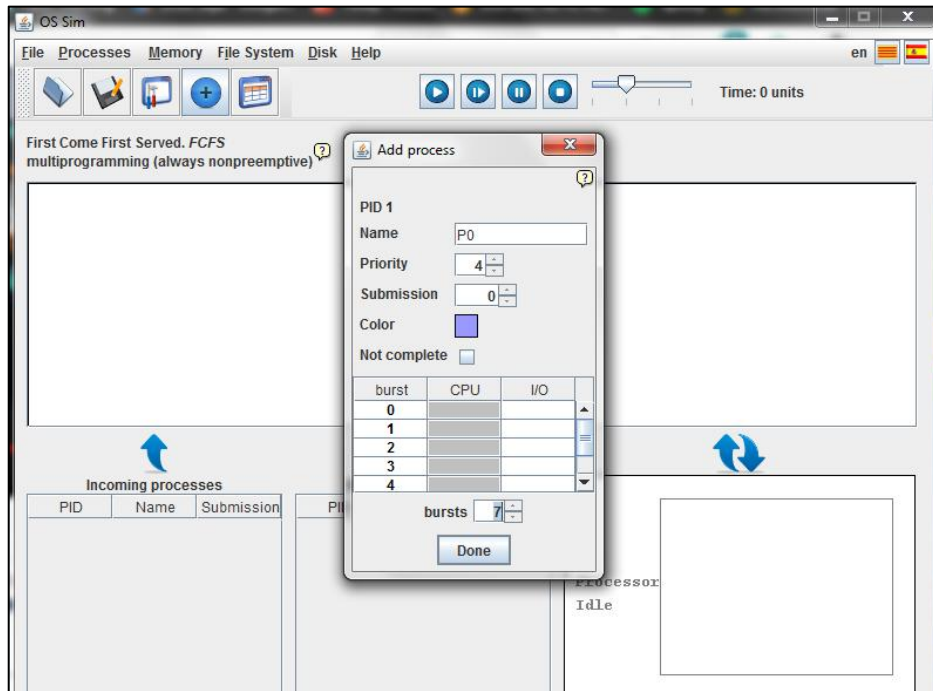 OS Sim
File Processes Memory File System Disk Help
en
Time: 0 units
First Come First Served. FCFS
multiprogramming (always nonpreemptive)
Add process
PID 1
Name P0
Priority 4
Submission 0
Color
Not complete
burst CPU I/O
0
1
2
3
4
bursts 7
Done
Incoming processes
PID Name Submission
Processor
Idle